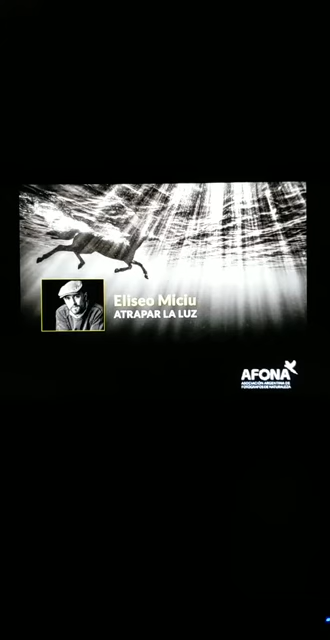 Eliseo Miciu
ATRAPAR LA LUZ
AFONA
ASOCIACIÓN ARGENTINA DE
FOTÓGRAFOS DE NATURALEZA